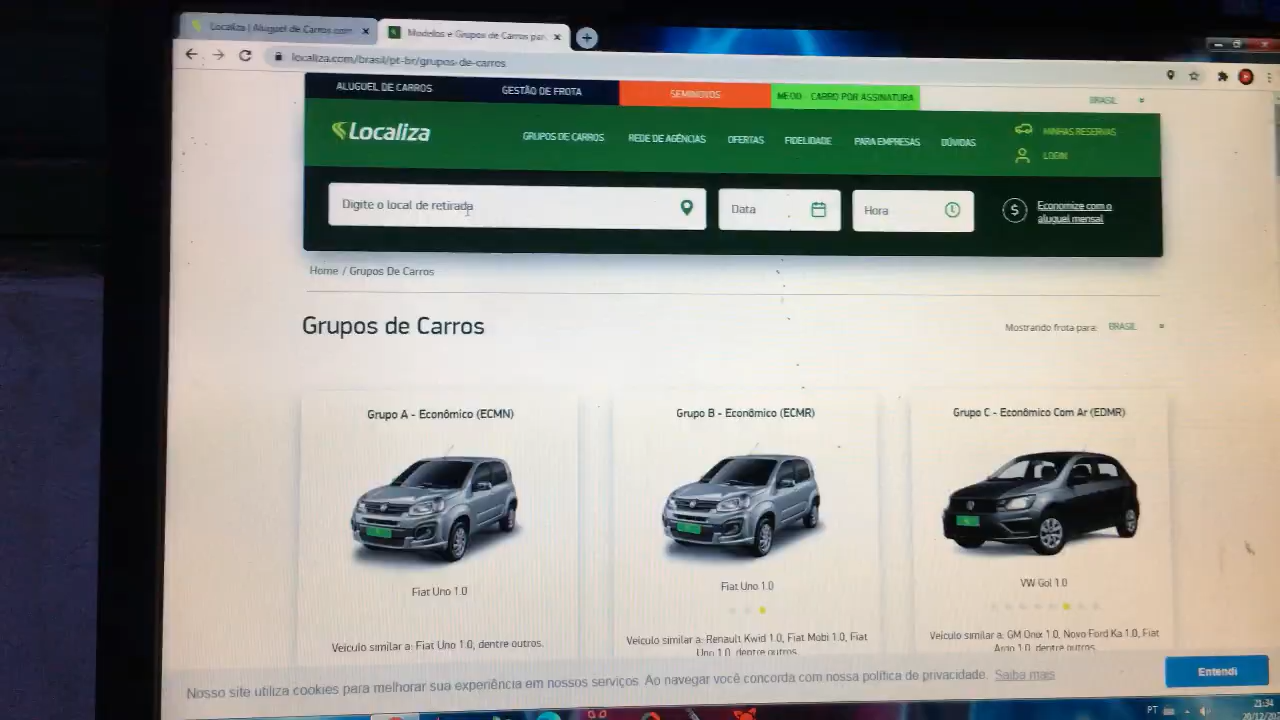 Localiza | Aluguel de Carros com
Modelos e Grupos de Carros par
localiza.com/brasil/pt-br/grupos-de-carros
ALUGUEL DE CARROS
GESTÃO DE FROTA
SEMINOVOS
MEOO - CARRO POR ASSINATURA
BRASIL
Localiza
GRUPOS DE CARROS
REDE DE AGÊNCIAS
OFERTAS
FIDELIDADE
PARA EMPRESAS
DÚVIDAS
MINHAS RESERVAS
LOGIN
Digite o local de retirada
Data
Hora
Economize com o
aluguel mensal
Home / Grupos De Carros
Grupos de Carros
Mostrando frota para: BRASIL
Grupo A - Econômico (ECMN)
Fiat Uno 1.0
Veículo similar a: Fiat Uno 1.0, dentre outros.
Grupo B - Econômico (ECMR)
Fiat Uno 1.0
Veículo similar a: Renault Kwid 1.0, Fiat Mobi 1.0, Fiat
Uno 1.0, dentre outros.
Grupo C - Econômico Com Ar (EDMR)
VW Gol 1.0
Veículo similar a: GM Onix 1.0, Novo Ford Ka 1.0, Fiat
Argo 1.0, dentre outros.
Nosso site utiliza cookies para melhorar sua experiência em nossos serviços. Ao navegar você concorda com nossa política de privacidade. Saiba mais
Entendi
PT
21:34